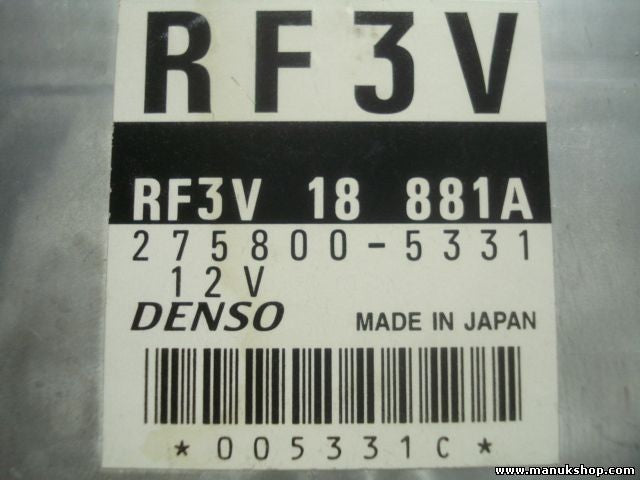 RF3V
RF3V 18 881A
275800-5331
12V
DENSO MADE IN JAPAN
*005331C*
www.manukshop.com